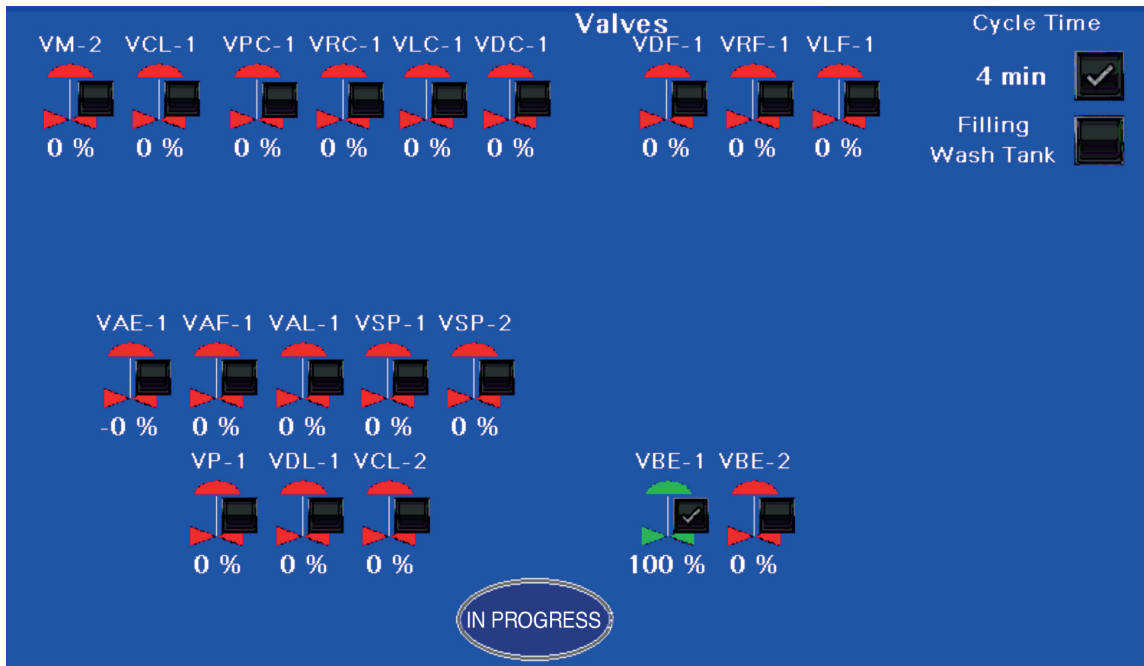 Valves
Cycle Time
VM-2 VCL-1 VPC-1 VRC-1 VLC-1 VDC-1 VDF-1 VRF-1 VLF-1
4 min
0 % 0 % 0 % 0 % 0 % 0 % 0 % 0 % 0 %
Filling
Wash Tank
VAE-1 VAF-1 VAL-1 VSP-1 VSP-2
-0 % 0 % 0 % 0 % 0 %
VP-1 VDL-1 VCL-2 VBE-1 VBE-2
0 % 0 % 0 % 100 % 0 %
IN PROGRESS